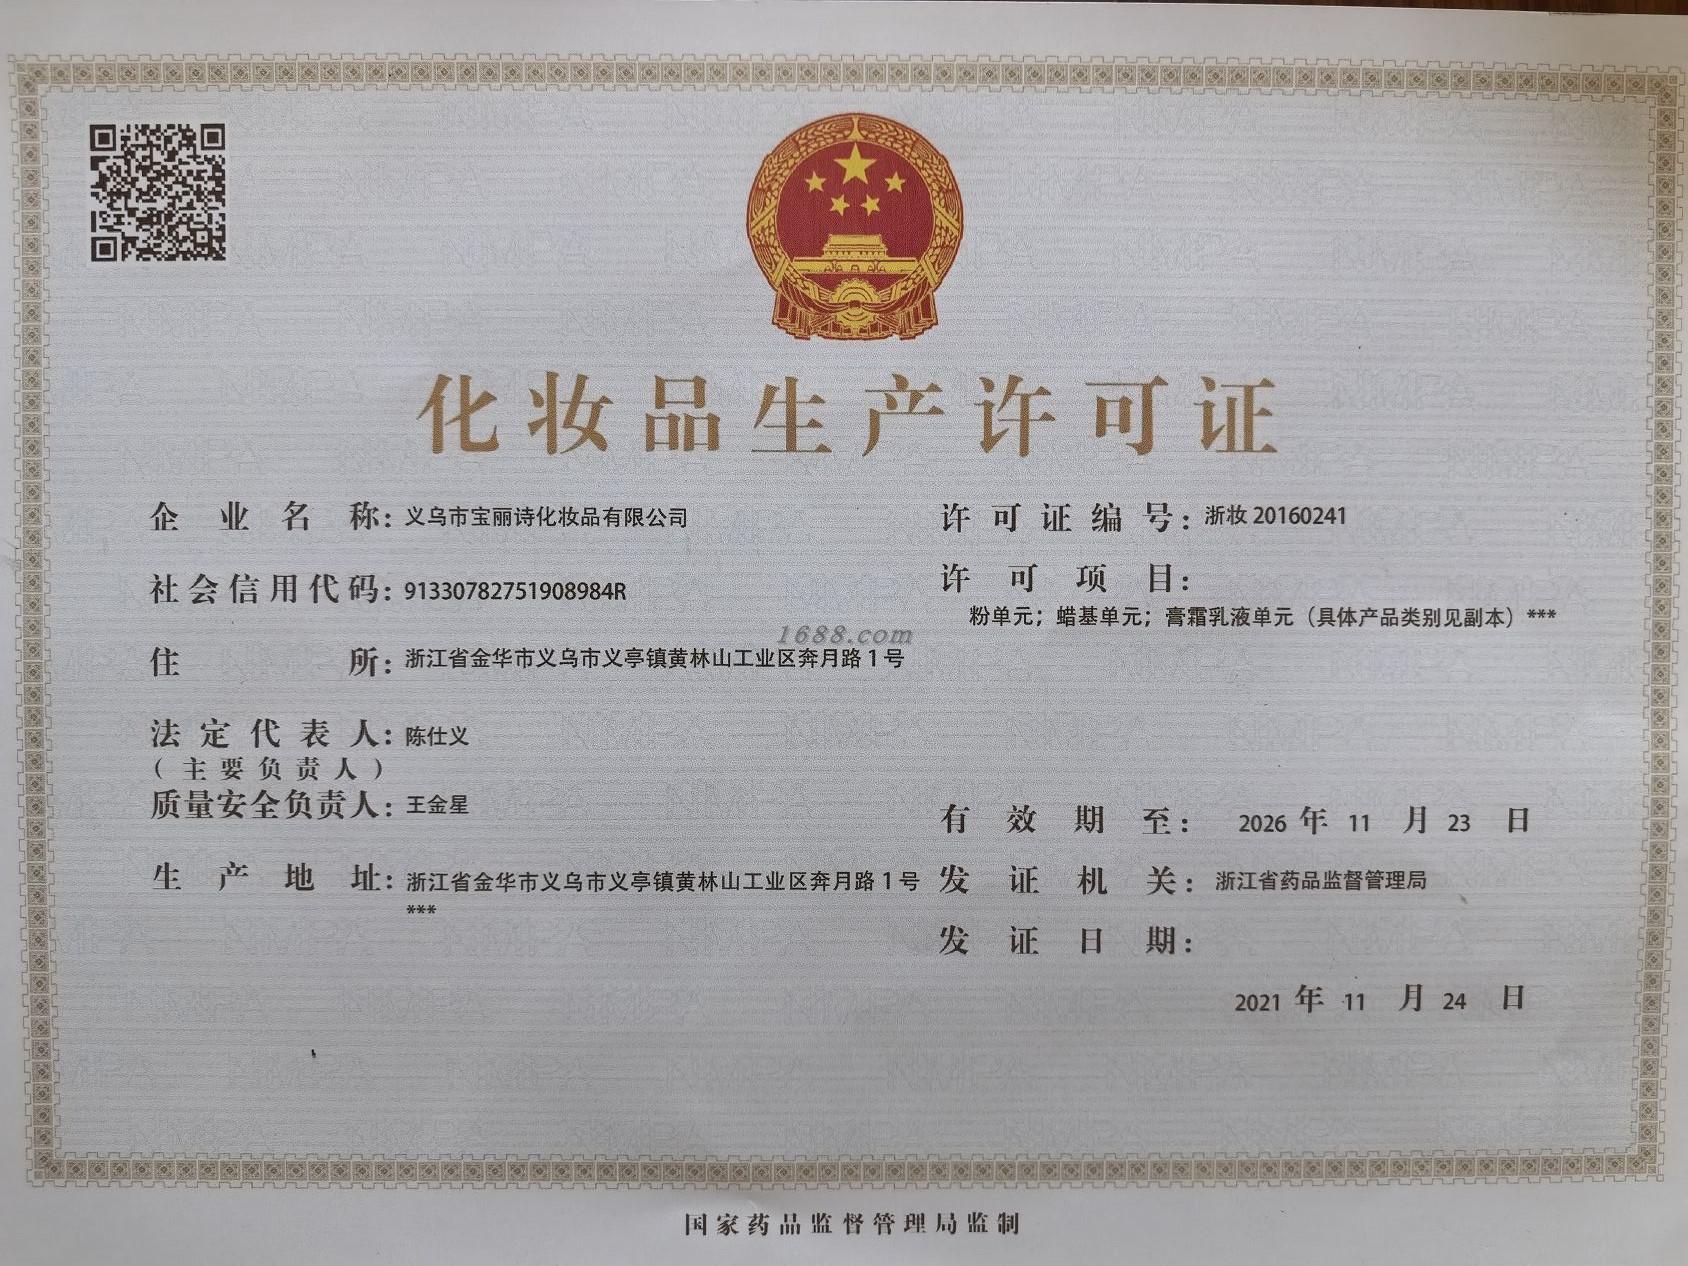 化妆品生产许可证
企业名称：义乌市宝丽诗化妆品有限公司
社会信用代码：91330782751908984R
住所：浙江省金华市义乌市义亭镇黄林山工业区奔月路1号
法定代表人：陈仕义
（主要负责人）
质量安全负责人：王金星
生产地址：浙江省金华市义乌市义亭镇黄林山工业区奔月路1号
***
许可证编号：浙妆20160241
许可项目：
粉单元；蜡基单元；膏霜乳液单元（具体产品类别见副本）***
有效期至：2026年11月23日
发证机关：浙江省药品监督管理局
发证日期：
2021年11月24日
1688.com
国家药品监督管理局监制